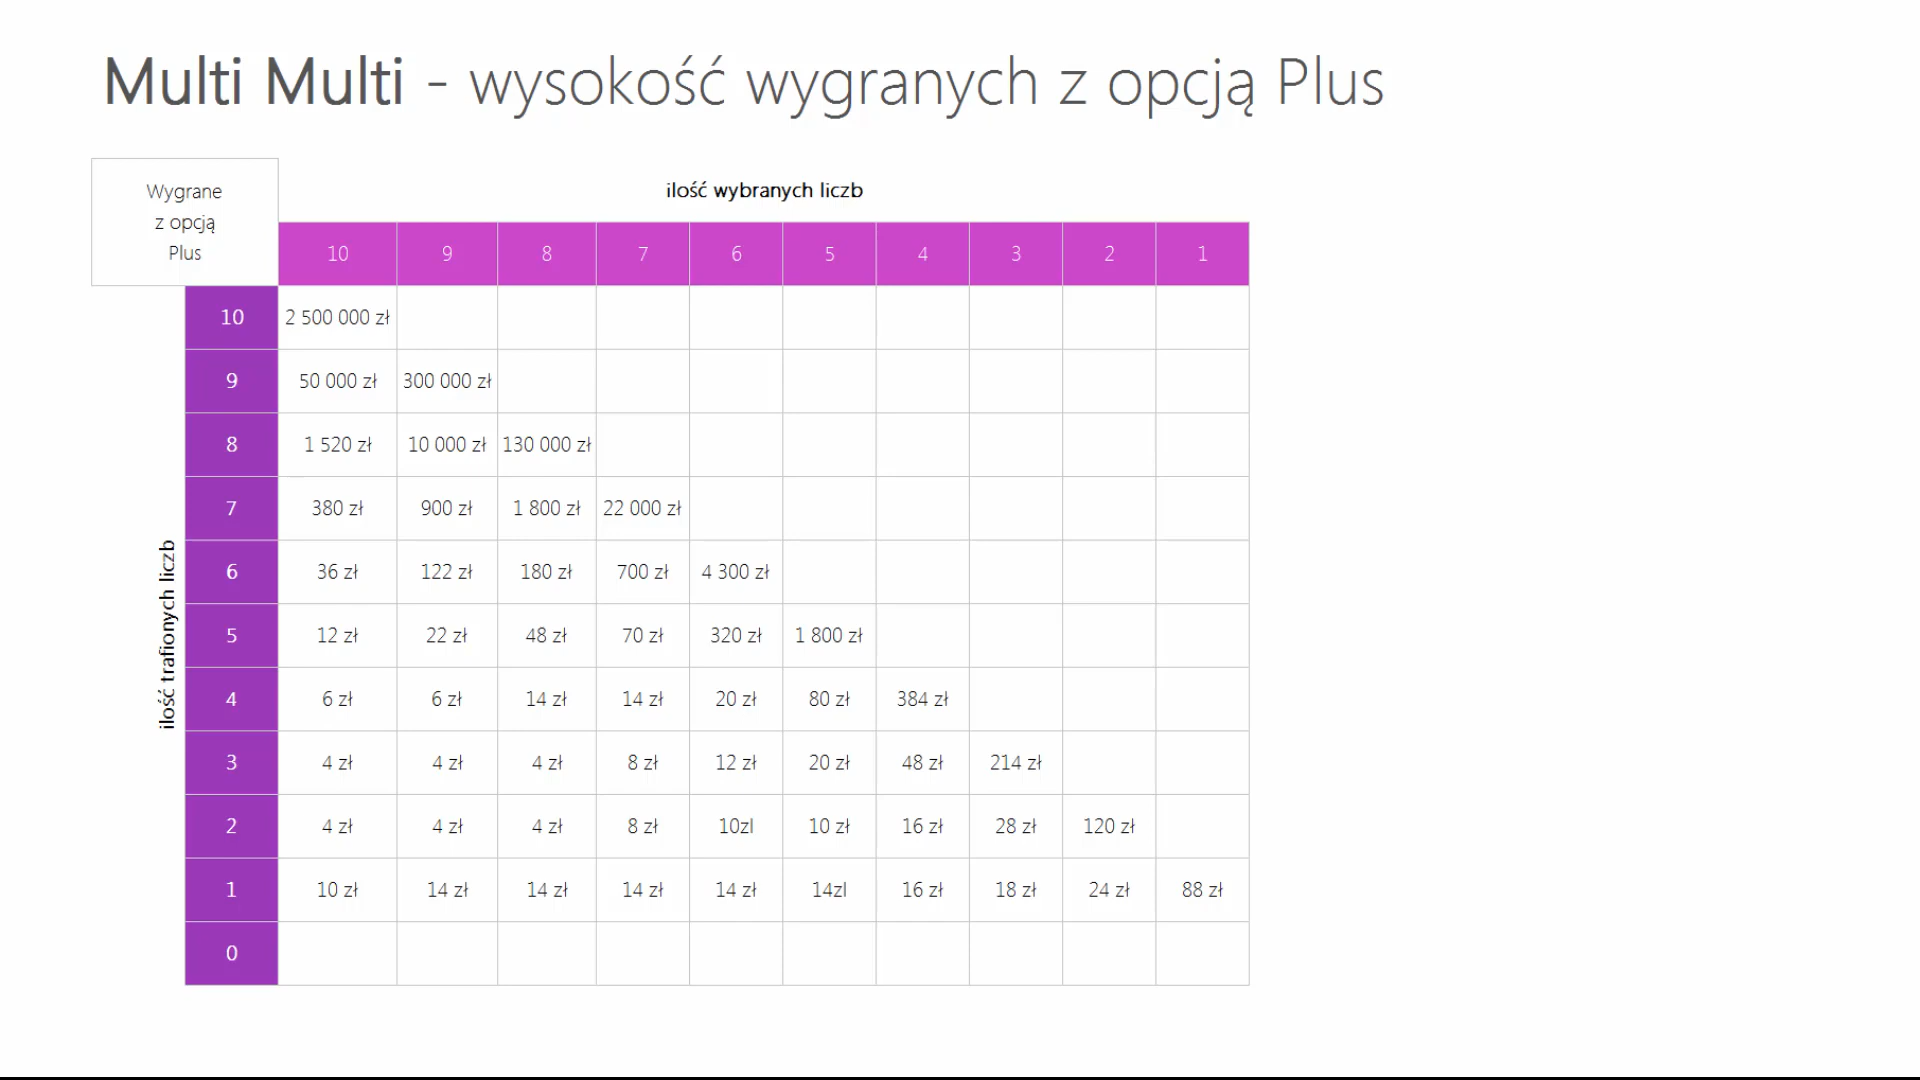 Multi Multi - wysokość wygranych z opcją Plus
Wygrane
z opcją
Plus
ilość wybranych liczb
10 9 8 7 6 5 4 3 2 1
ilość trafionych liczb
10 2 500 000 zł
9 50 000 zł 300 000 zł
8 1 520 zł 10 000 zł 130 000 zł
7 380 zł 900 zł 1 800 zł 22 000 zł
6 36 zł 122 zł 180 zł 700 zł 4 300 zł
5 12 zł 22 zł 48 zł 70 zł 320 zł 1 800 zł
4 6 zł 6 zł 14 zł 14 zł 20 zł 80 zł 384 zł
3 4 zł 4 zł 4 zł 8 zł 12 zł 20 zł 48 zł 214 zł
2 4 zł 4 zł 4 zł 8 zł 10zl 10 zł 16 zł 28 zł 120 zł
1 10 zł 14 zł 14 zł 14 zł 14 zł 14zl 16 zł 18 zł 24 zł 88 zł
0